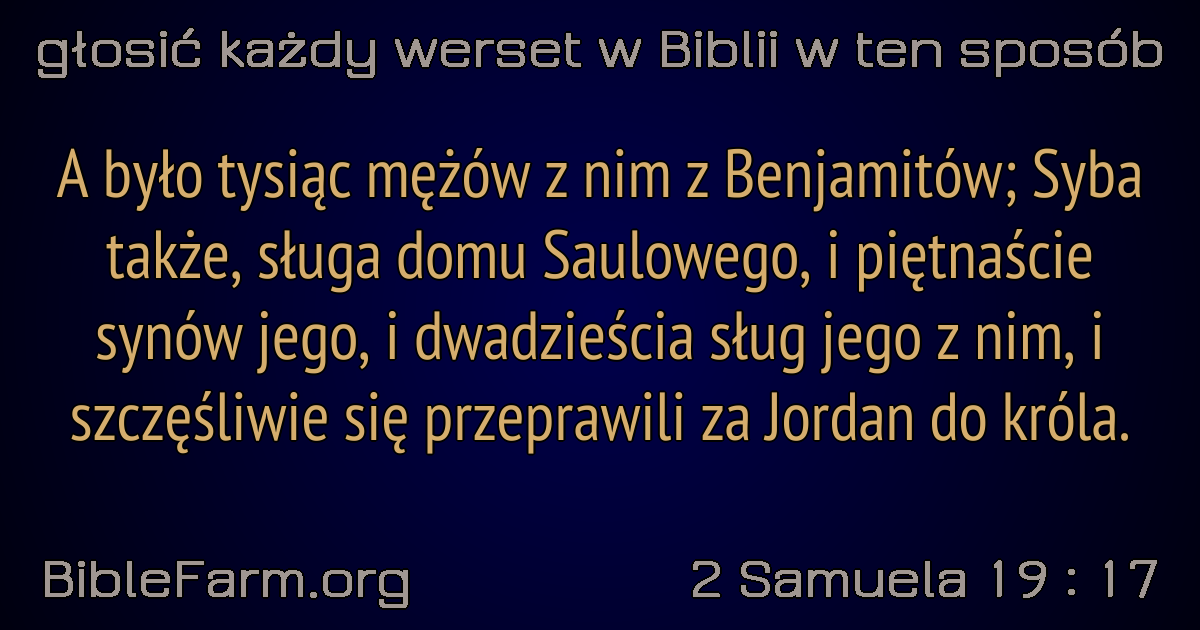 głosić każdy werset w Biblii w ten sposób
A było tysiąc mężów z nim z Benjamitów; Syba
także, sługa domu Saulowego, i piętnaście
synów jego, i dwadzieścia sług jego z nim, i
szczęśliwie się przeprawili za Jordan do króla.
BibleFarm.org
2 Samuela 19 : 17